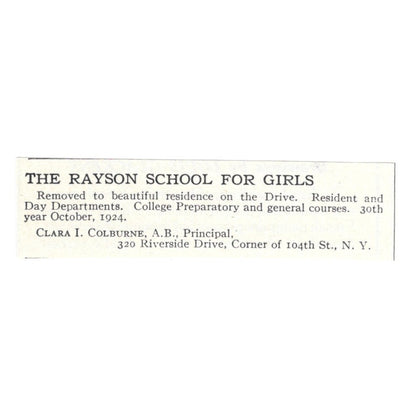 THE RAYSON SCHOOL FOR GIRLS
Removed to beautiful residence on the Drive. Resident and
Day Departments. College Preparatory and general courses. 30th
year October, 1924.
CLARA I. COLBURNE, A.B., Principal,
320 Riverside Drive, Corner of 104th St., N. Y.